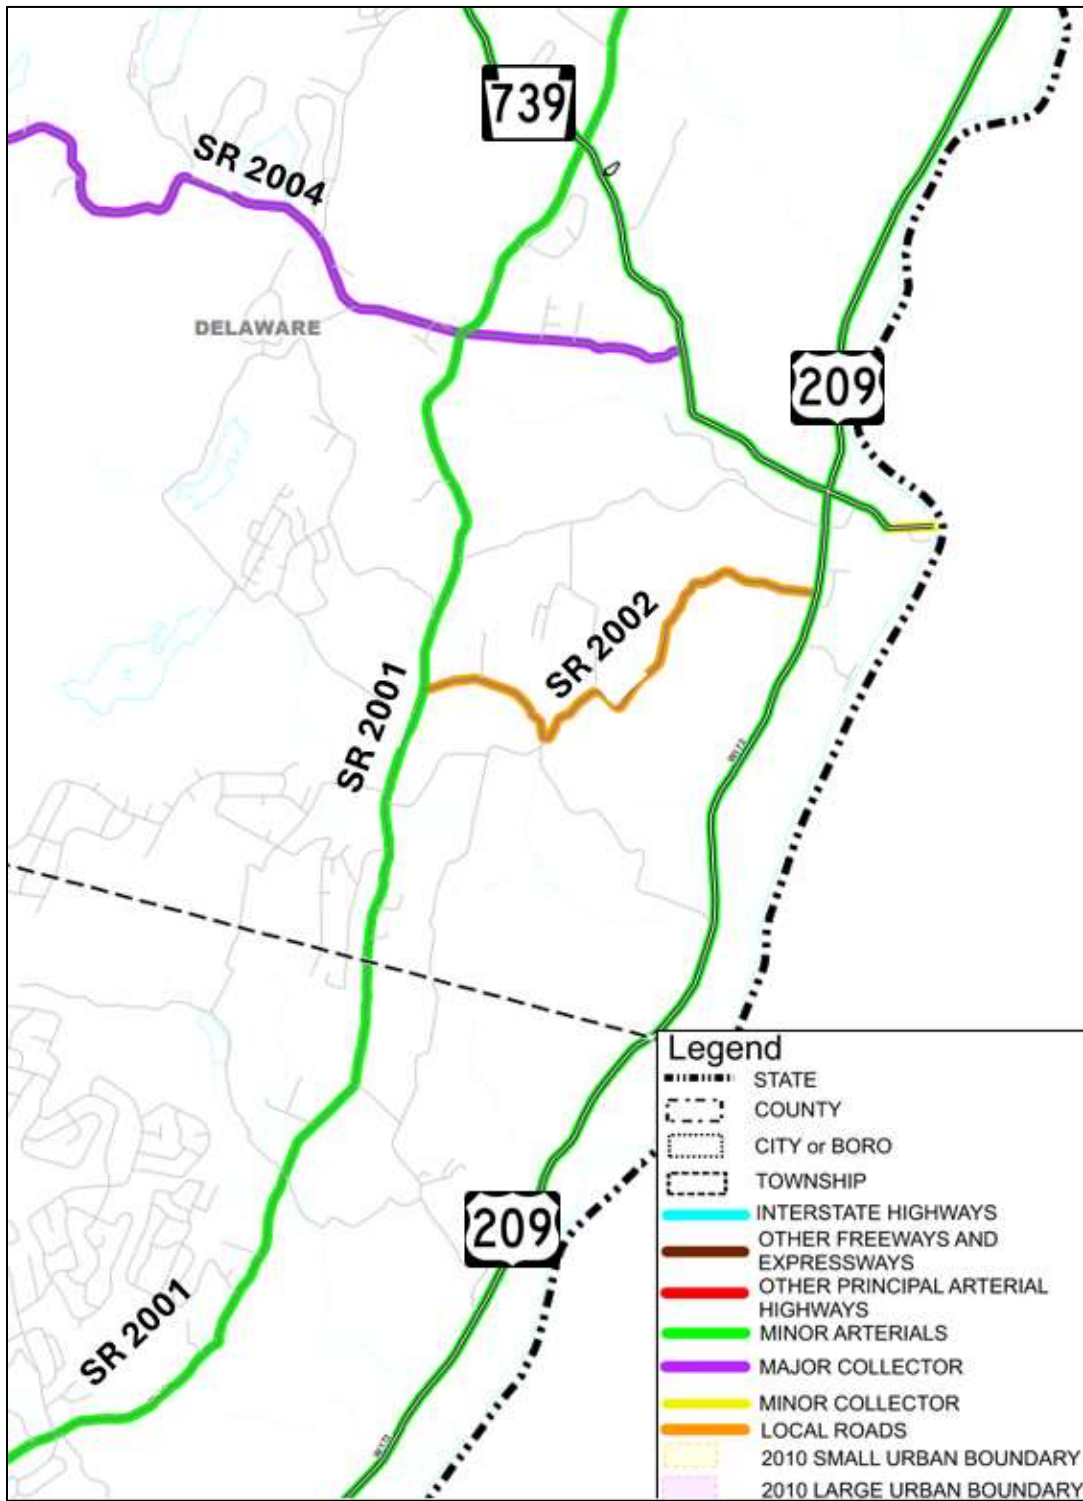 739
SR 2004
DELAWARE
209
SR 2002
SR 2001
209
SR 2001
Legend
STATE
COUNTY
CITY or BORO
TOWNSHIP
INTERSTATE HIGHWAYS
OTHER FREEWAYS AND
EXPRESSWAYS
OTHER PRINCIPAL ARTERIAL
HIGHWAYS
MINOR ARTERIALS
MAJOR COLLECTOR
MINOR COLLECTOR
LOCAL ROADS
2010 SMALL URBAN BOUNDARY
2010 LARGE URBAN BOUNDARY